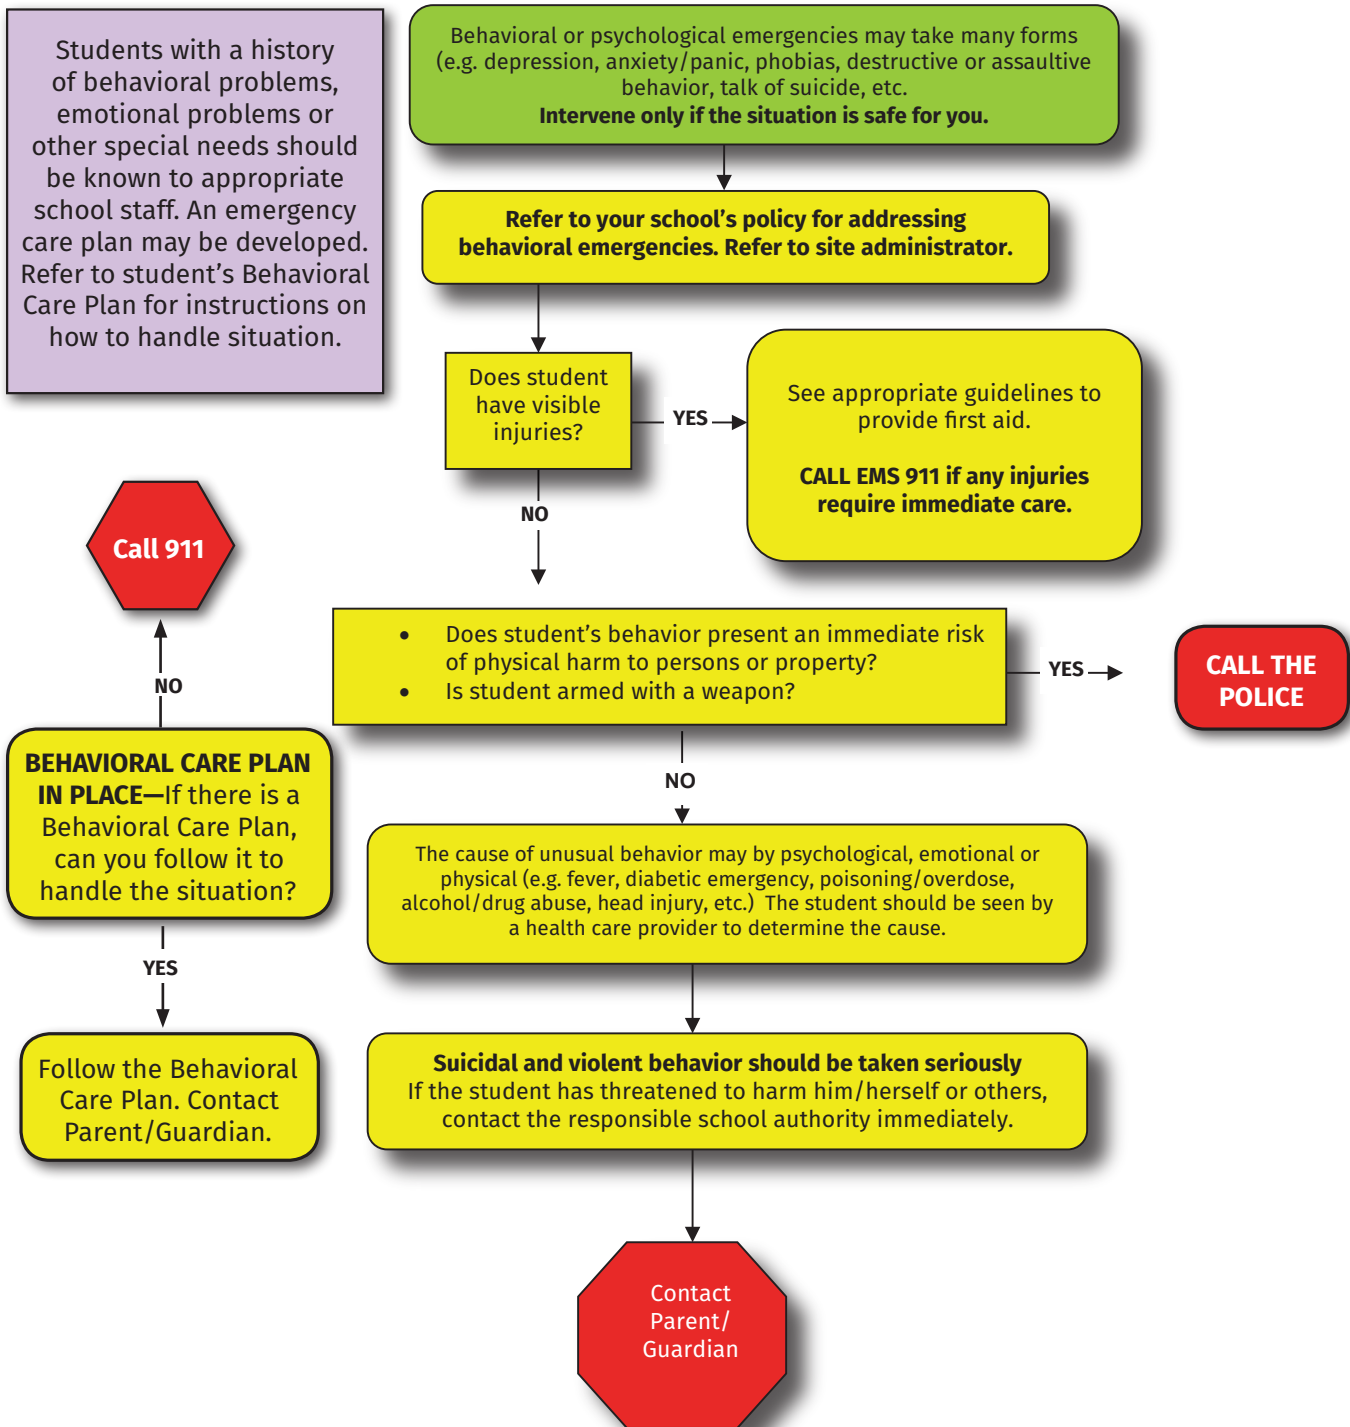 Students with a history
of behavioral problems,
emotional problems or
other special needs should
be known to appropriate
school staff. An emergency
care plan may be developed.
Refer to student's Behavioral
Care Plan for instructions on
how to handle situation.
Behavioral or psychological emergencies may take many forms
(e.g. depression, anxiety/panic, phobias, destructive or assaultive
behavior, talk of suicide, etc.
Intervene only if the situation is safe for you.
Refer to your school's policy for addressing
behavioral emergencies. Refer to site administrator.
Does student
have visible
injuries?
YES
See appropriate guidelines to
provide first aid.
CALL EMS 911 if any injuries
require immediate care.
NO
Call 911
NO
• Does student's behavior present an immediate risk
of physical harm to persons or property?
• Is student armed with a weapon?
YES
CALL THE
POLICE
NO
BEHAVIORAL CARE PLAN
IN PLACE—If there is a
Behavioral Care Plan,
can you follow it to
handle the situation?
YES
Follow the Behavioral
Care Plan. Contact
Parent/Guardian.
The cause of unusual behavior may by psychological, emotional or
physical (e.g. fever, diabetic emergency, poisoning/overdose,
alcohol/drug abuse, head injury, etc.) The student should be seen by
a health care provider to determine the cause.
Suicidal and violent behavior should be taken seriously
If the student has threatened to harm him/herself or others,
contact the responsible school authority immediately.
Contact
Parent/
Guardian